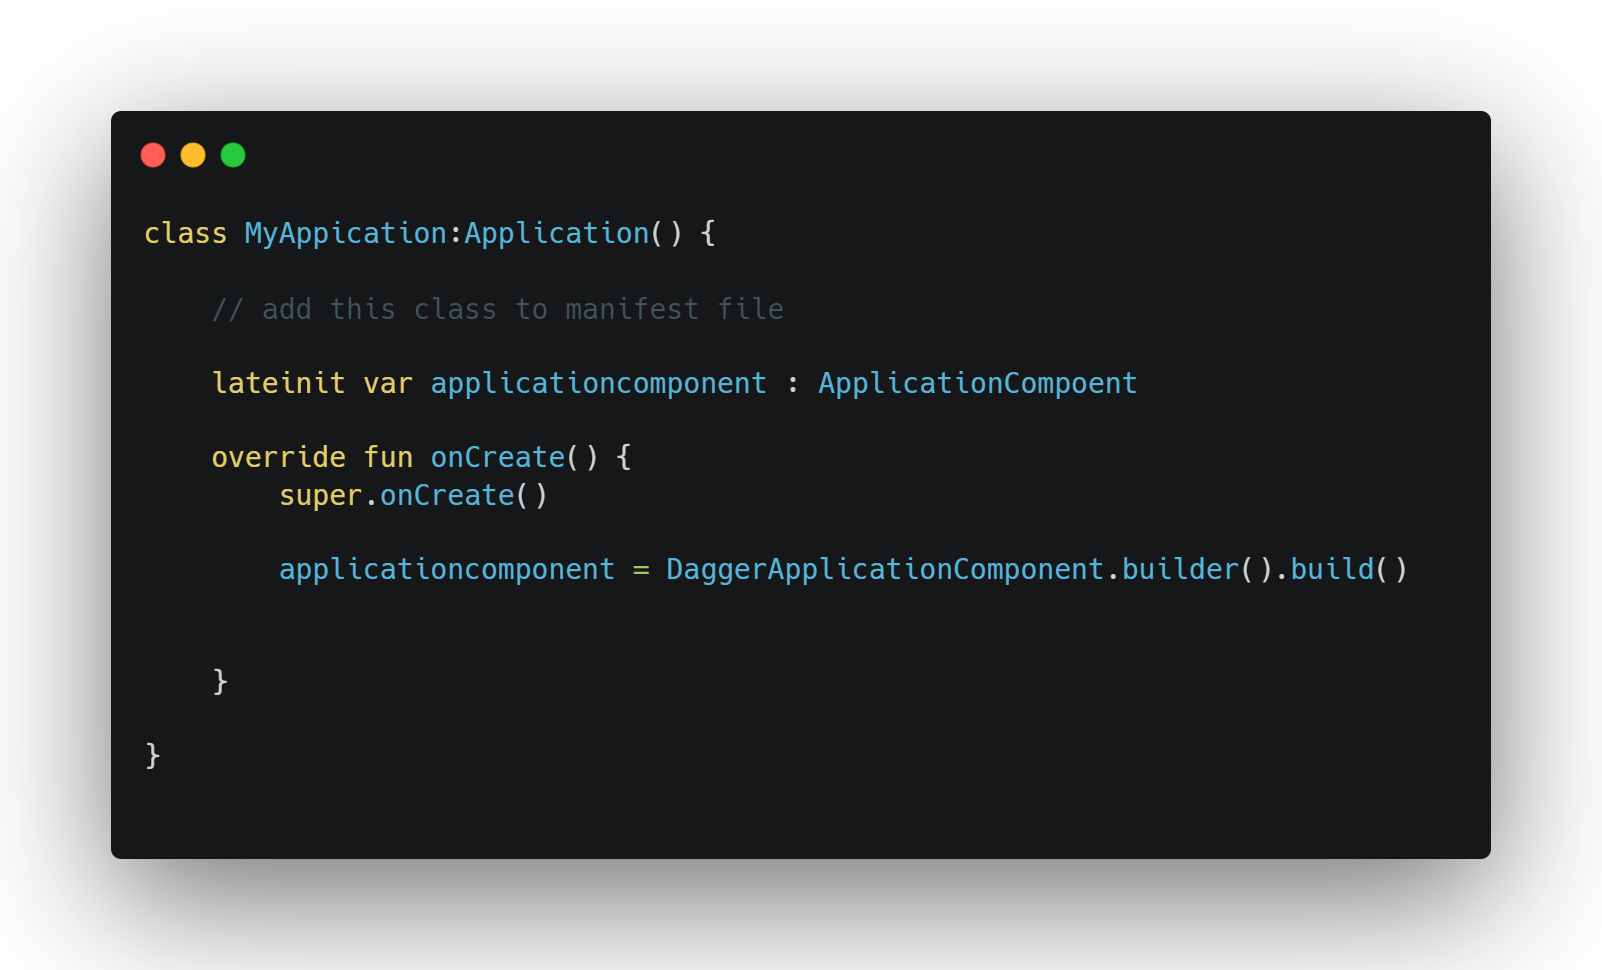 class MyAppication:Application() {
// add this class to manifest file
lateinit var applicationcomponent : ApplicationCompoent
override fun onCreate() {
super.onCreate()
applicationcomponent = DaggerApplicationComponent.builder().build()
}
}